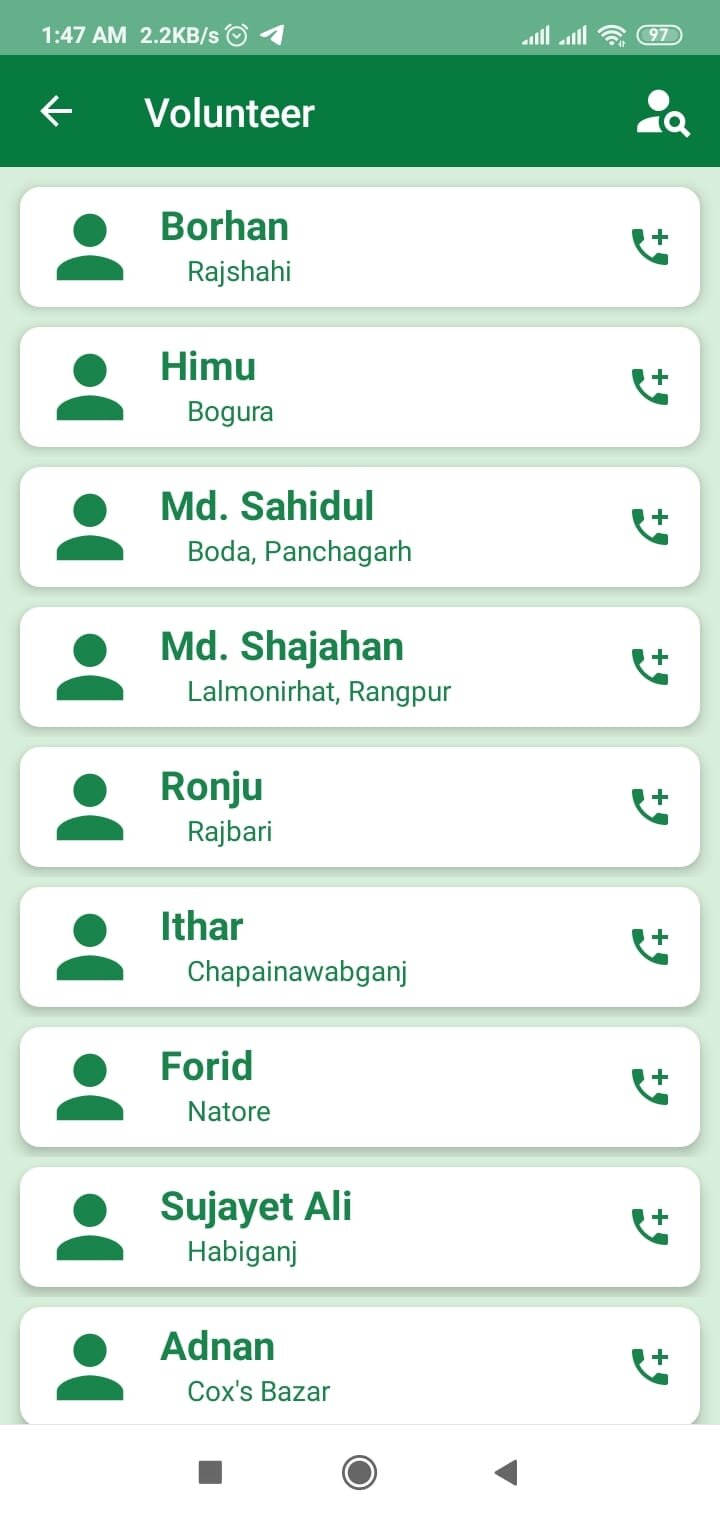 1:47 AM 2.2KB/s 97
Volunteer
Borhan
Rajshahi
Himu
Bogura
Md. Sahidul
Boda, Panchagarh
Md. Shajahan
Lalmonirhat, Rangpur
Ronju
Rajbari
Ithar
Chapainawabganj
Forid
Natore
Sujayet Ali
Habiganj
Adnan
Cox's Bazar